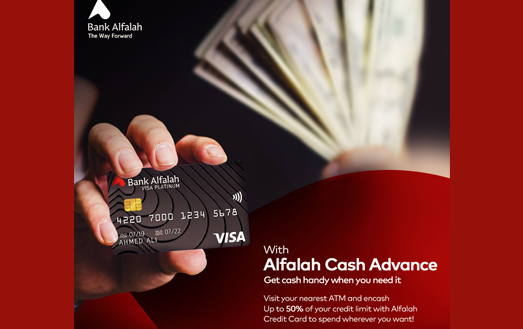 Bank Alfalah
The Way Forward
Bank Alfalah
VISA PLATINUM
4220 7000 1234 5678
07/19 07/22
AHMED ALI
VISA
With
Alfalah Cash Advance
Get cash handy when you need it
Visit your nearest ATM and encash
Up to 50% of your credit limit with Alfalah
Credit Card to spend wherever you want!